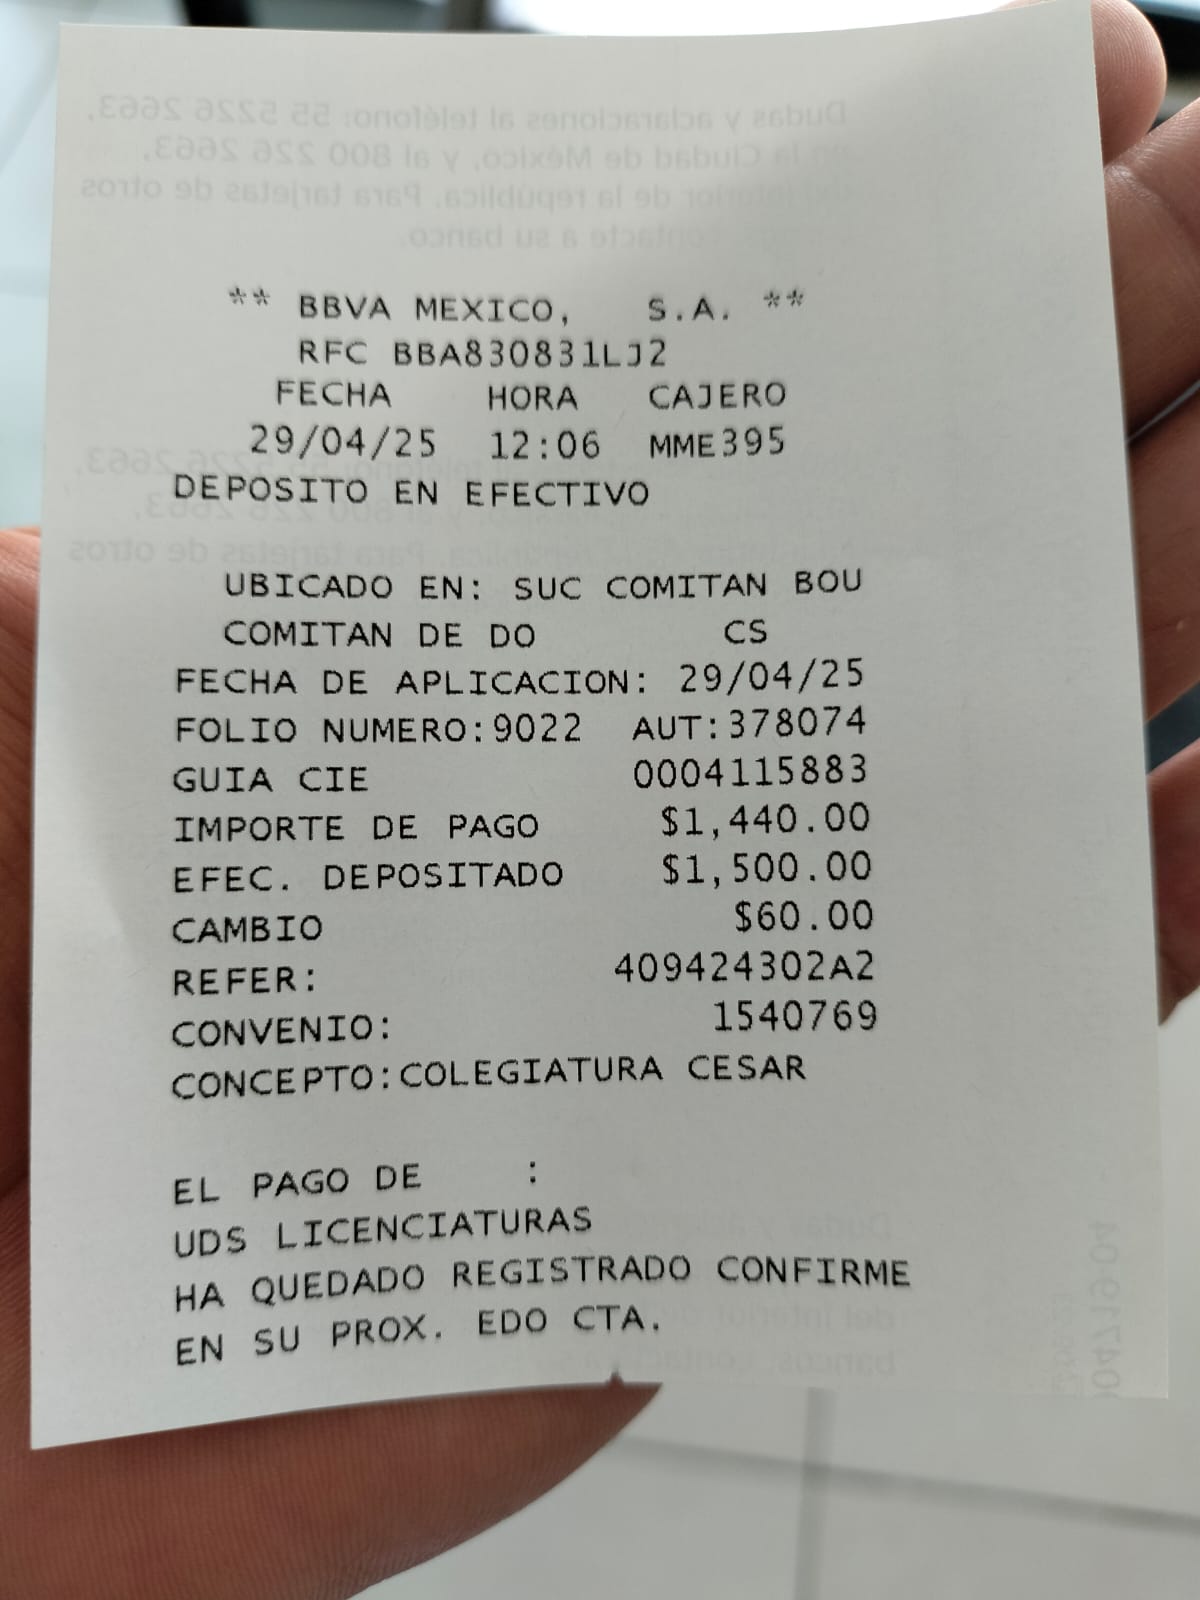 ** BBVA MEXICO, S.A. **
RFC BBA830831LJ2
FECHA HORA CAJERO
29/04/25 12:06 MME395
DEPOSITO EN EFECTIVO
UBICADO EN: SUC COMITAN BOU
COMITAN DE DO CS
FECHA DE APLICACION: 29/04/25
FOLIO NUMERO:9022 AUT:378074
GUIA CIE 0004115883
IMPORTE DE PAGO $1,440.00
EFEC. DEPOSITADO $1,500.00
CAMBIO $60.00
REFER: 409424302A2
CONVENIO: 1540769
CONCEPTO:COLEGIATURA CESAR
EL PAGO DE :
UDS LICENCIATURAS
HA QUEDADO REGISTRADO CONFIRME
EN SU PROX. EDO CTA.